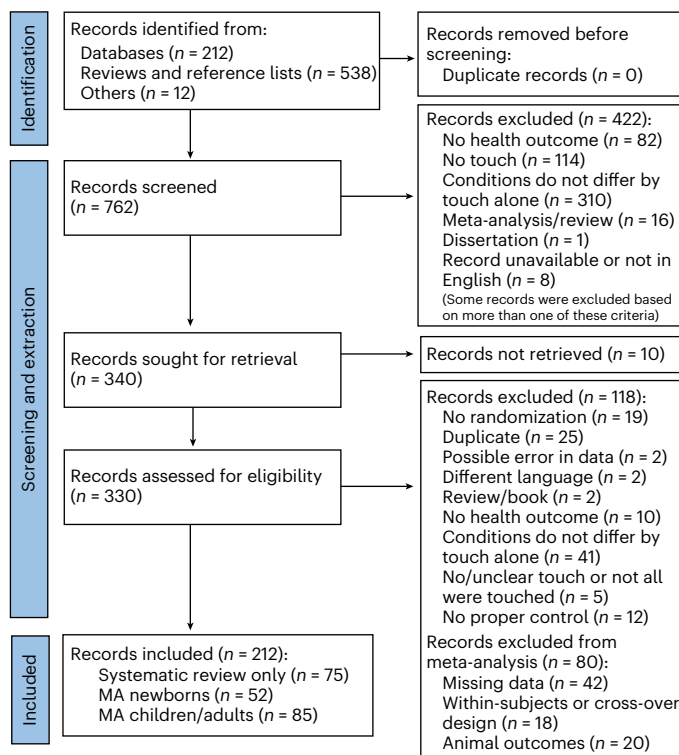 Identification
Records identified from:
Databases (n = 212)
Reviews and reference lists (n = 538)
Others (n = 12)
Records removed before
screening:
Duplicate records (n = 0)
Screening and extraction
Records screened
(n = 762)
Records excluded (n = 422):
No health outcome (n = 82)
No touch (n = 114)
Conditions do not differ by
touch alone (n = 310)
Meta-analysis/review (n = 16)
Dissertation (n = 1)
Record unavailable or not in
English (n = 8)
(Some records were excluded based
on more than one of these criteria)
Records sought for retrieval
(n = 340)
Records not retrieved (n = 10)
Records assessed for eligibility
(n = 330)
Records excluded (n = 118):
No randomization (n = 19)
Duplicate (n = 25)
Possible error in data (n = 2)
Different language (n = 2)
Review/book (n = 2)
No health outcome (n = 10)
Conditions do not differ by
touch alone (n = 41)
No/unclear touch or not all
were touched (n = 5)
No proper control (n = 12)
Records excluded from
meta-analysis (n = 80):
Missing data (n = 42)
Within-subjects or cross-over
design (n = 18)
Animal outcomes (n = 20)
Included
Records included (n = 212):
Systematic review only (n = 75)
MA newborns (n = 52)
MA children/adults (n = 85)